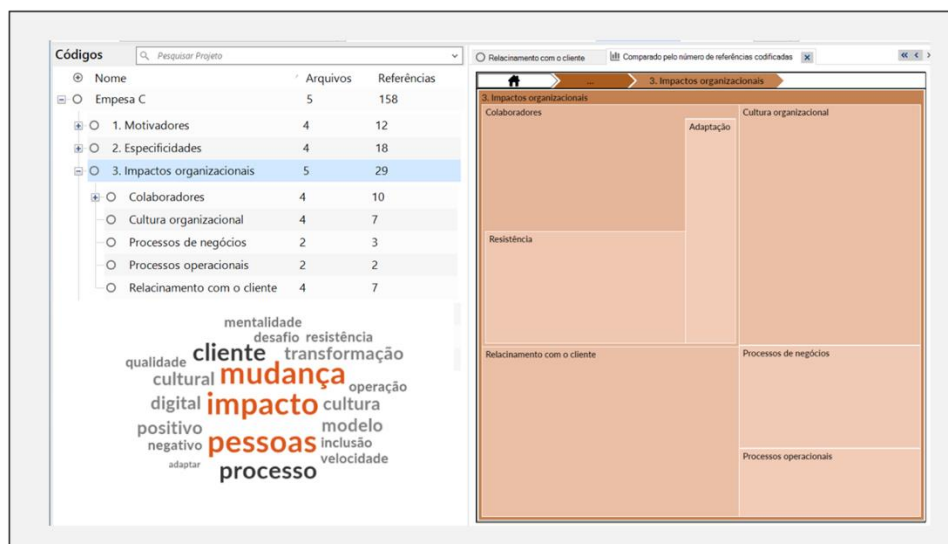 Códigos
Pesquisar Projeto
Nome Arquivos Referências
Empesa C 5 158
1. Motivadores 4 12
2. Especificidades 4 18
3. Impactos organizacionais 5 29
Colaboradores 4 10
Cultura organizacional 4 7
Processos de negócios 2 3
Processos operacionais 2 2
Relacinamento com o cliente 4 7
mentalidade
desafio resistência
qualidade cliente transformação
cultural mudança operação
digital impacto cultura
positivo modelo
negativo pessoas inclusão
adaptar processo velocidade
Relacinamento com o cliente Comparado pelo número de referências codificadas
... 3. Impactos organizacionais
3. Impactos organizacionais
Colaboradores
Adaptação
Cultura organizacional
Resistência
Relacinamento com o cliente
Processos de negócios
Processos operacionais